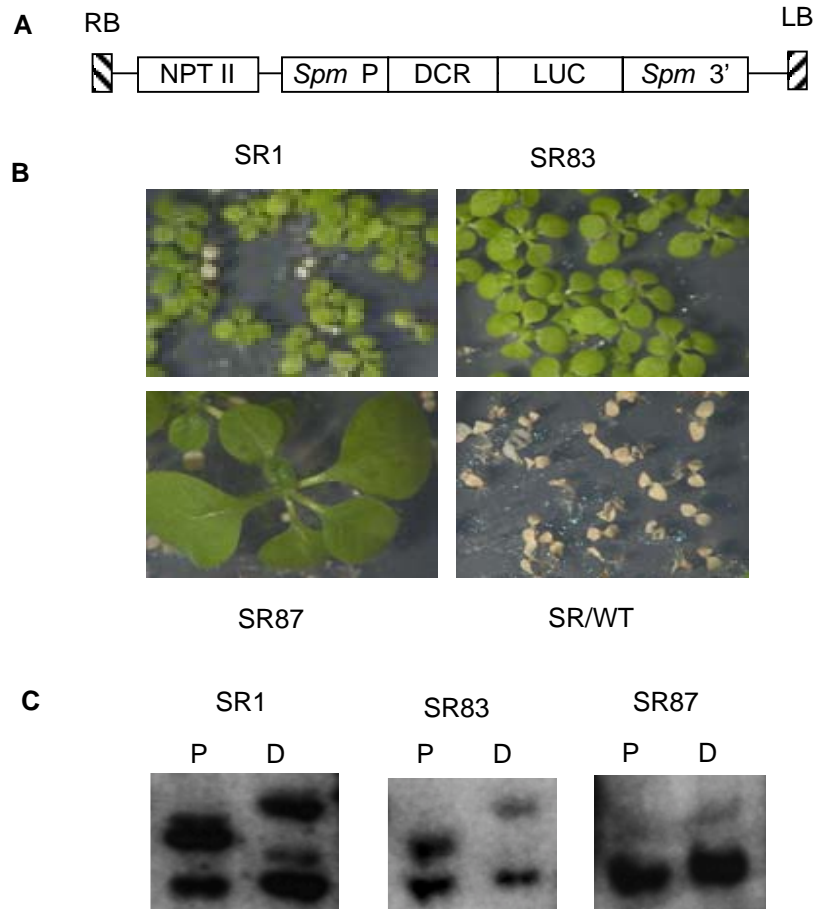 A
RB
LB
NPT II
Spm P
DCR
LUC
Spm 3’
B
SR1
SR83
SR87
SR/WT
C
SR1
SR83
SR87
P D
P D
P D